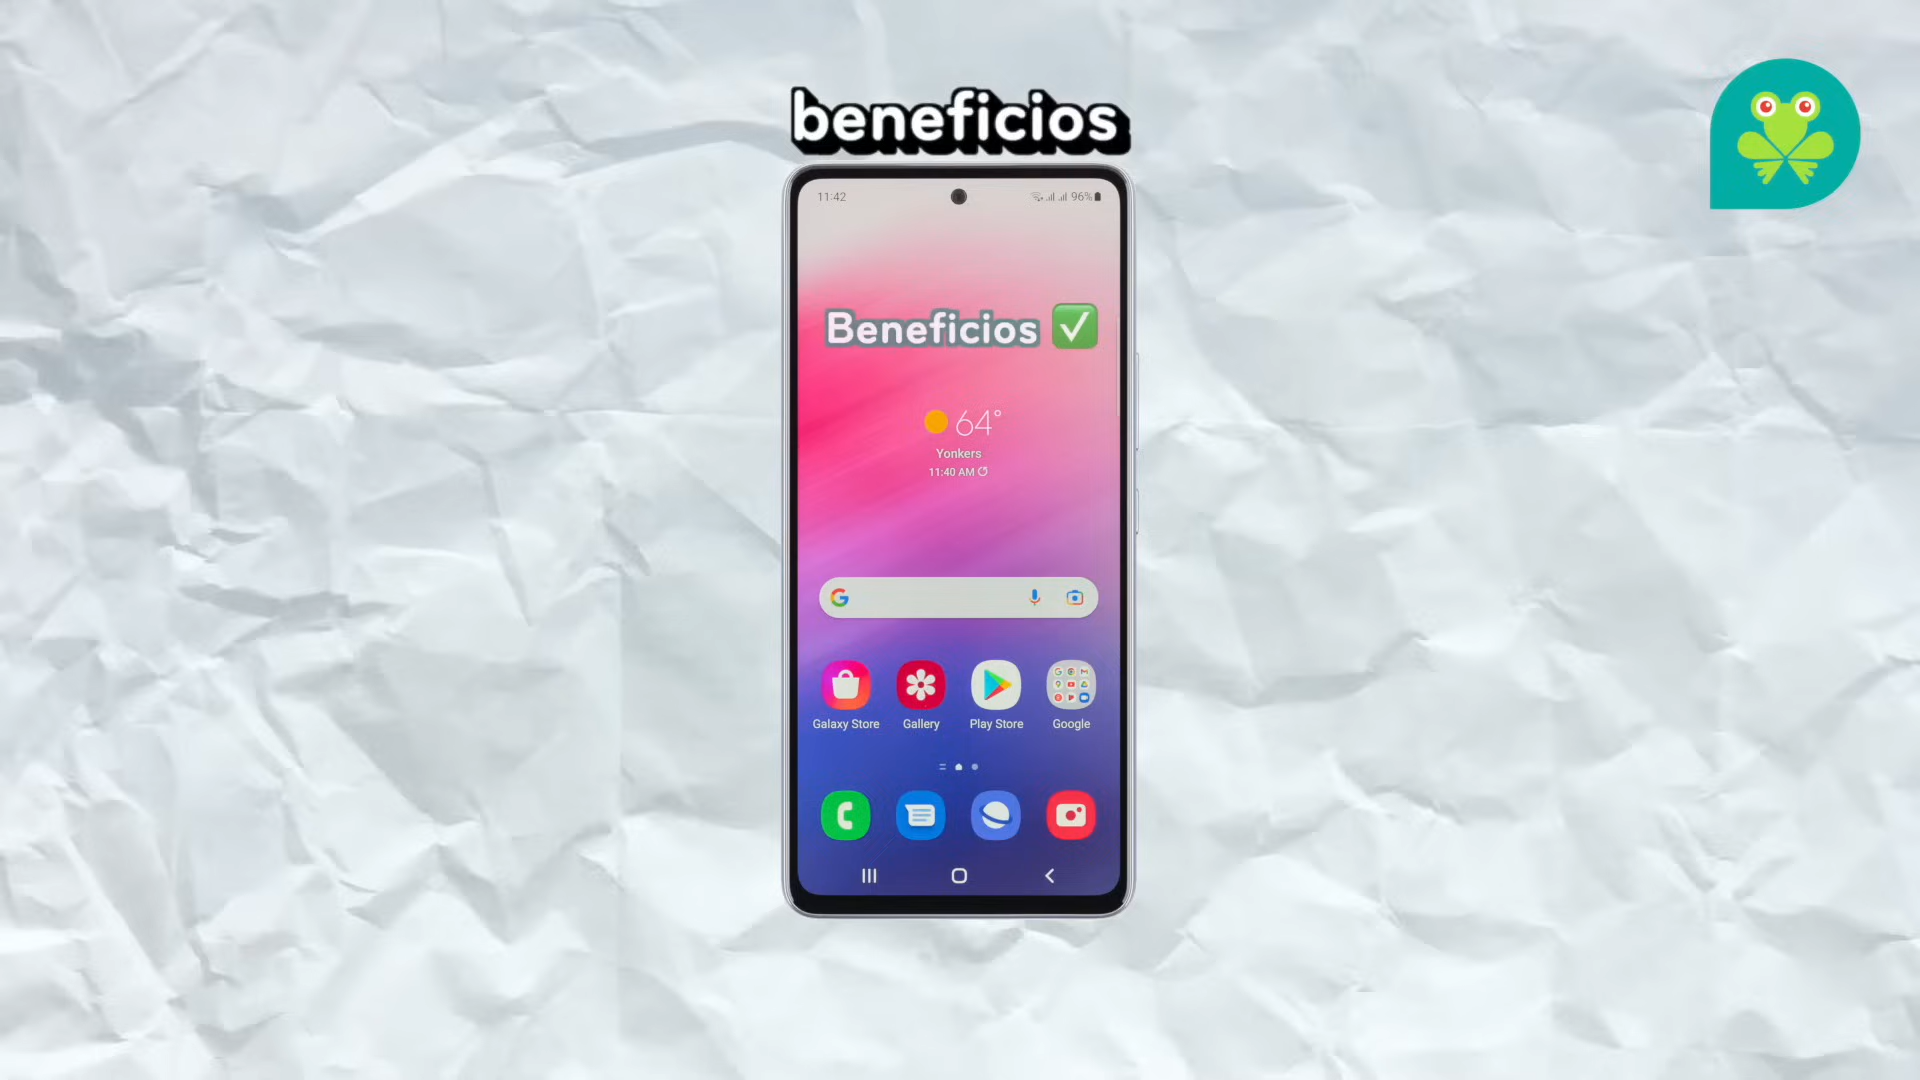 beneficios
11:42 96%
Beneficios
64°
Yonkers
11:40 AM
Galaxy Store Gallery Play Store Google